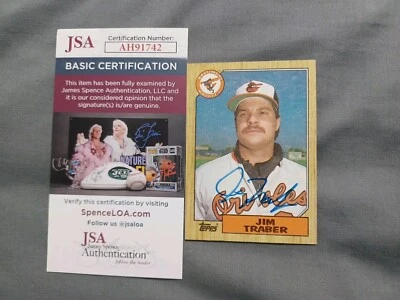 JSA
Certification Number:
AH91742
BASIC CERTIFICATION
This item has been fully examined by
James Spence Authentication, LLC and
it is our considered opinion that the
signature(s) is/are genuine.
NATURE
Verify this certification by visiting
SpenceLOA.com
Follow us @jsaloa
JSA
James Spence
Authentication
Orioles
JIM
TRABER
Topps